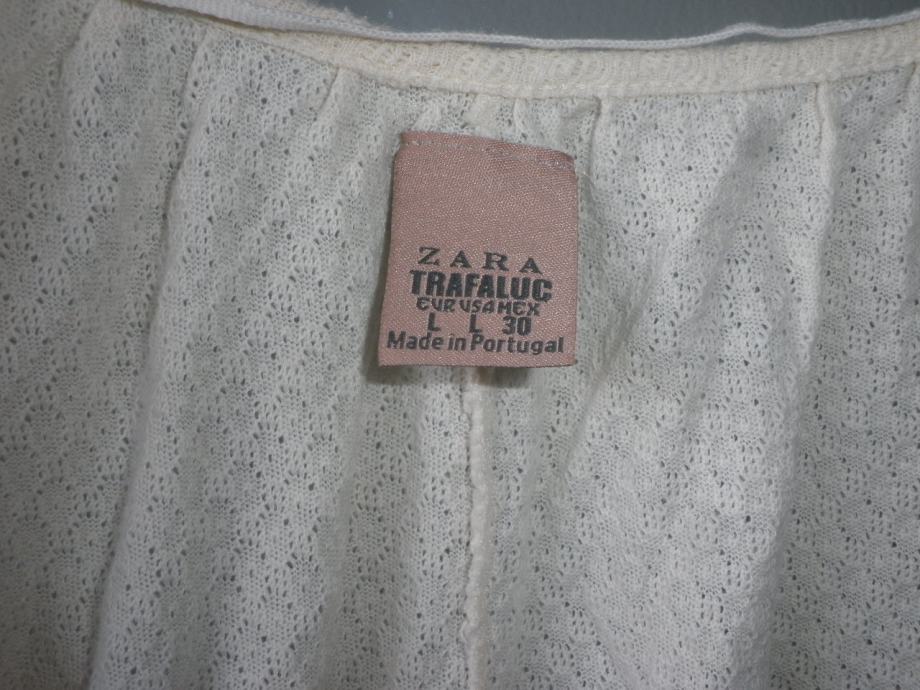 ZARA
TRAFALUC
EUR USA MEX
L L 30
Made in Portugal